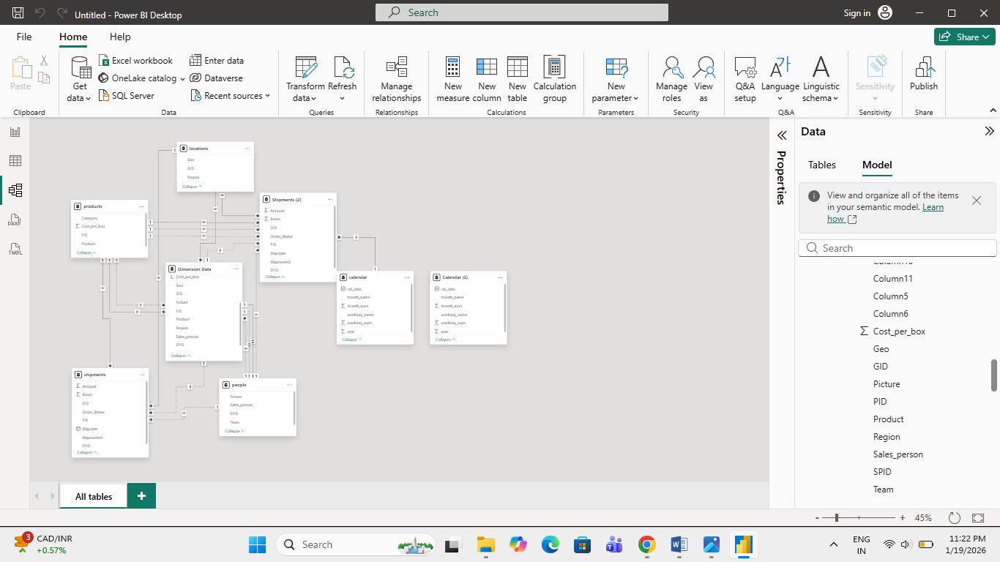 Untitled - Power BI Desktop
Search
Sign in
File
Home
Help
Share
Paste
Get data
Excel workbook
OneLake catalog
SQL Server
Enter data
Dataverse
Recent sources
Transform data
Refresh
Manage relationships
New measure
New column
New table
Calculation group
New parameter
Manage roles
View as
Q&A setup
Language
Linguistic schema
Sensitivity
Publish
Clipboard
Data
Queries
Relationships
Calculations
Parameters
Security
Q&A
Sensitivity
Share
DAX
TMDL
locations
Geo
GID
Region
Collapse
products
Category
Cost_per_box
PID
Product
Collapse
Shipments (2)
Amount
Boxes
GID
Order_Status
PID
Shipdate
ShipmentID
SPID
Collapse
Dimension Data
Cost_per_box
Geo
GID
Picture
PID
Product
Region
Sales_person
SPID
Collapse
calendar
cal_date
month_name
Month_num
weekday_name
weekday_num
year
Collapse
Calendar (2)
cal_date
month_name
Month_num
weekday_name
weekday_num
year
Collapse
shipments
Amount
Boxes
GID
Order_Status
PID
Shipdate
ShipmentID
SPID
Collapse
people
Picture
Sales_person
SPID
Team
Collapse
Properties
Data
Tables
Model
View and organize all of the items
in your semantic model. Learn
how
Search
Column10
Column11
Column5
Column6
Cost_per_box
Geo
GID
Picture
PID
Product
Region
Sales_person
SPID
Team
All tables
+
- + 45%
3
CAD/INR
+0.57%
Search
ENG
IN
11:22 PM
1/19/2026